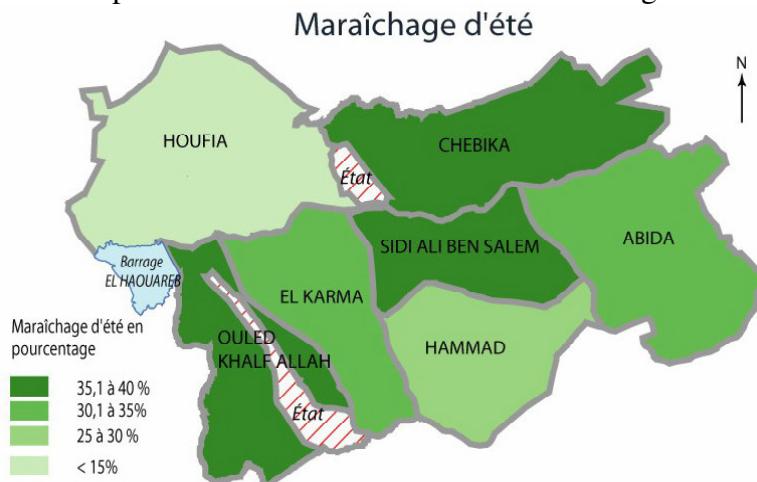 Maraîchage d'été
N
HOUFIA
CHEBIKA
État
SIDI ALI BEN SALEM
ABIDA
Barrage
EL HAOUAREB
EL KARMA
OULED
KHALF ALLAH
HAMMAD
État
Maraîchage d'été en
pourcentage
35,1 à 40 %
30,1 à 35%
25 à 30 %
< 15%